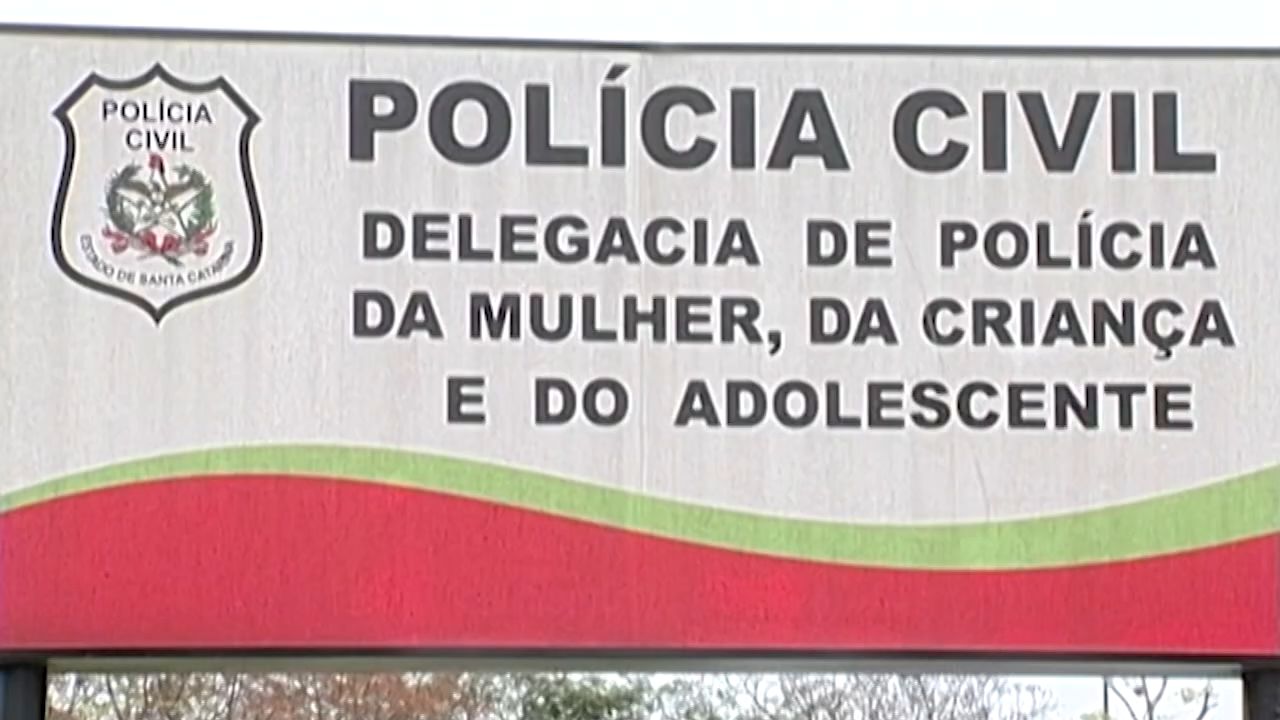 POLÍCIA
CIVIL
ESTADO DE SANTA CATARINA
POLÍCIA CIVIL
DELEGACIA DE POLÍCIA
DA MULHER, DA CRIANÇA
E DO ADOLESCENTE